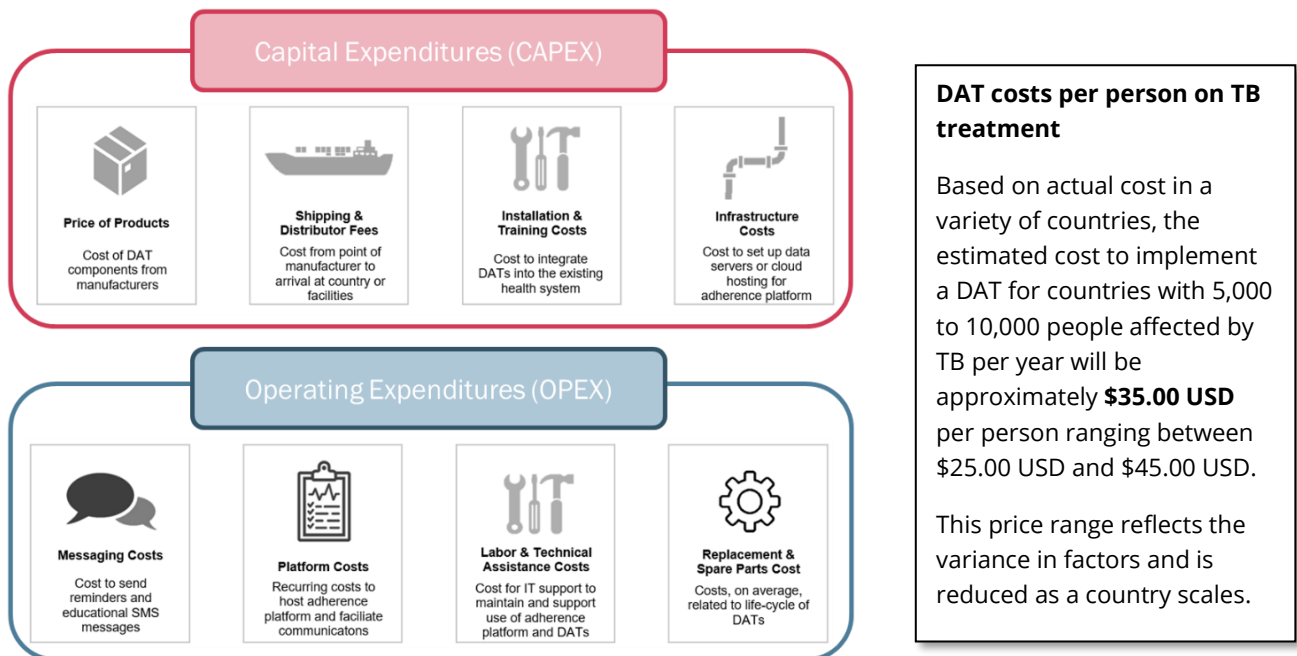 Capital Expenditures (CAPEX)
Price of Products
Cost of DAT
components from
manufacturers
Shipping &
Distributor Fees
Cost from point of
manufacturer to
arrival at country or
facilities
Installation &
Training Costs
Cost to integrate
DATs into the existing
health system
Infrastructure
Costs
Cost to set up data
servers or cloud
hosting for
adherence platform
Operating Expenditures (OPEX)
Messaging Costs
Cost to send
reminders and
educational SMS
messages
Platform Costs
Recurring costs to
host adherence
platform and faciliate
communicatons
Labor & Technical
Assistance Costs
Cost for IT support to
maintain and support
use of adherence
platform and DATs
Replacement &
Spare Parts Cost
Costs, on average,
related to life-cycle of
DATs
DAT costs per person on TB
treatment
Based on actual cost in a
variety of countries, the
estimated cost to implement
a DAT for countries with 5,000
to 10,000 people affected by
TB per year will be
approximately $35.00 USD
per person ranging between
$25.00 USD and $45.00 USD.
This price range reflects the
variance in factors and is
reduced as a country scales.